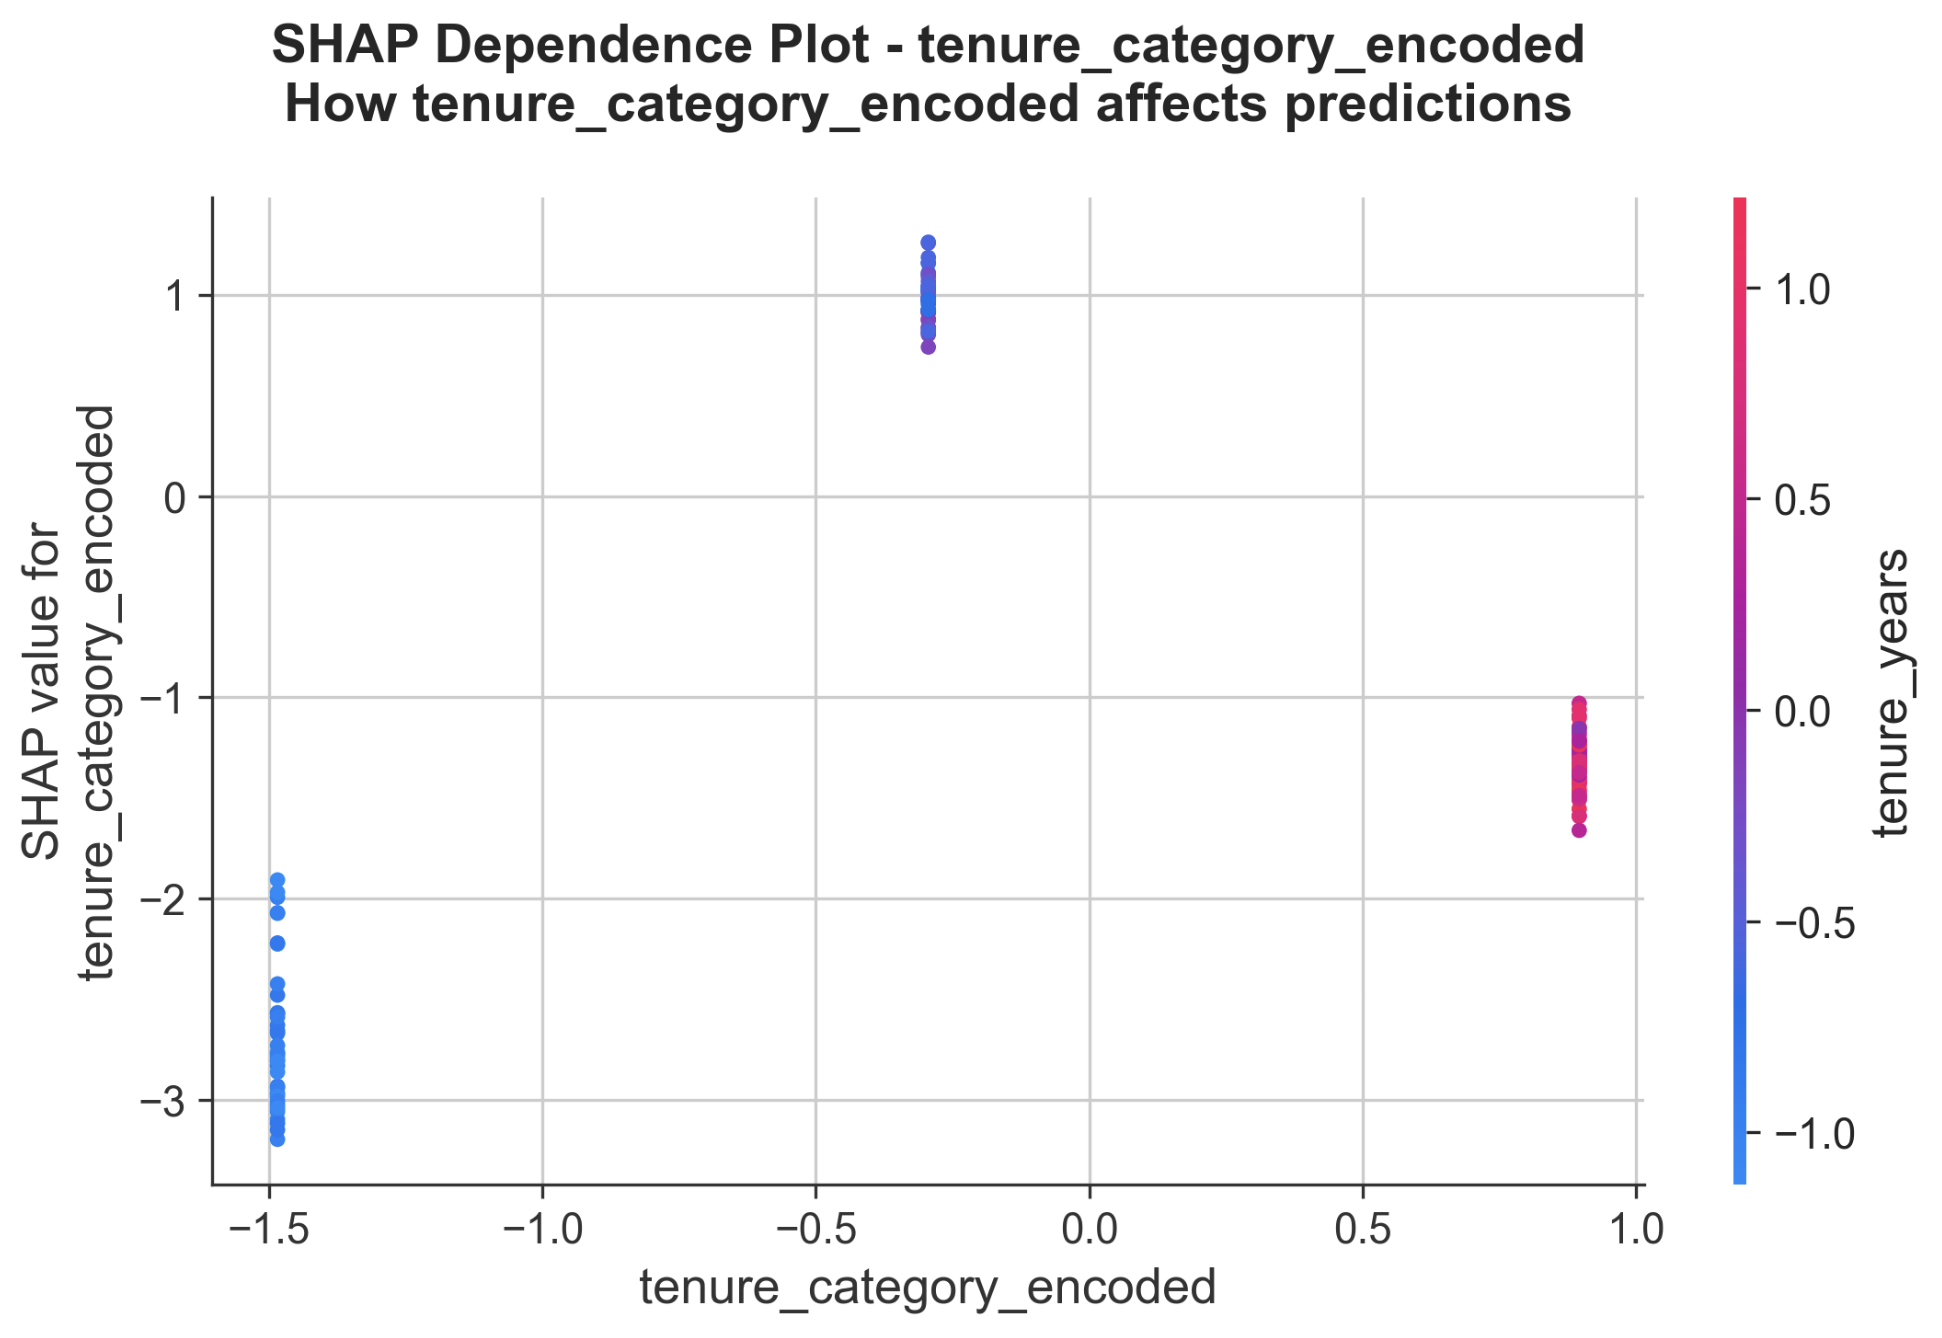 SHAP Dependence Plot - tenure_category_encoded
How tenure_category_encoded affects predictions
SHAP value for
tenure_category_encoded
1
0
−1
−2
−3
−1.5
−1.0
−0.5
0.0
0.5
1.0
tenure_category_encoded
1.0
0.5
0.0
−0.5
−1.0
tenure_years